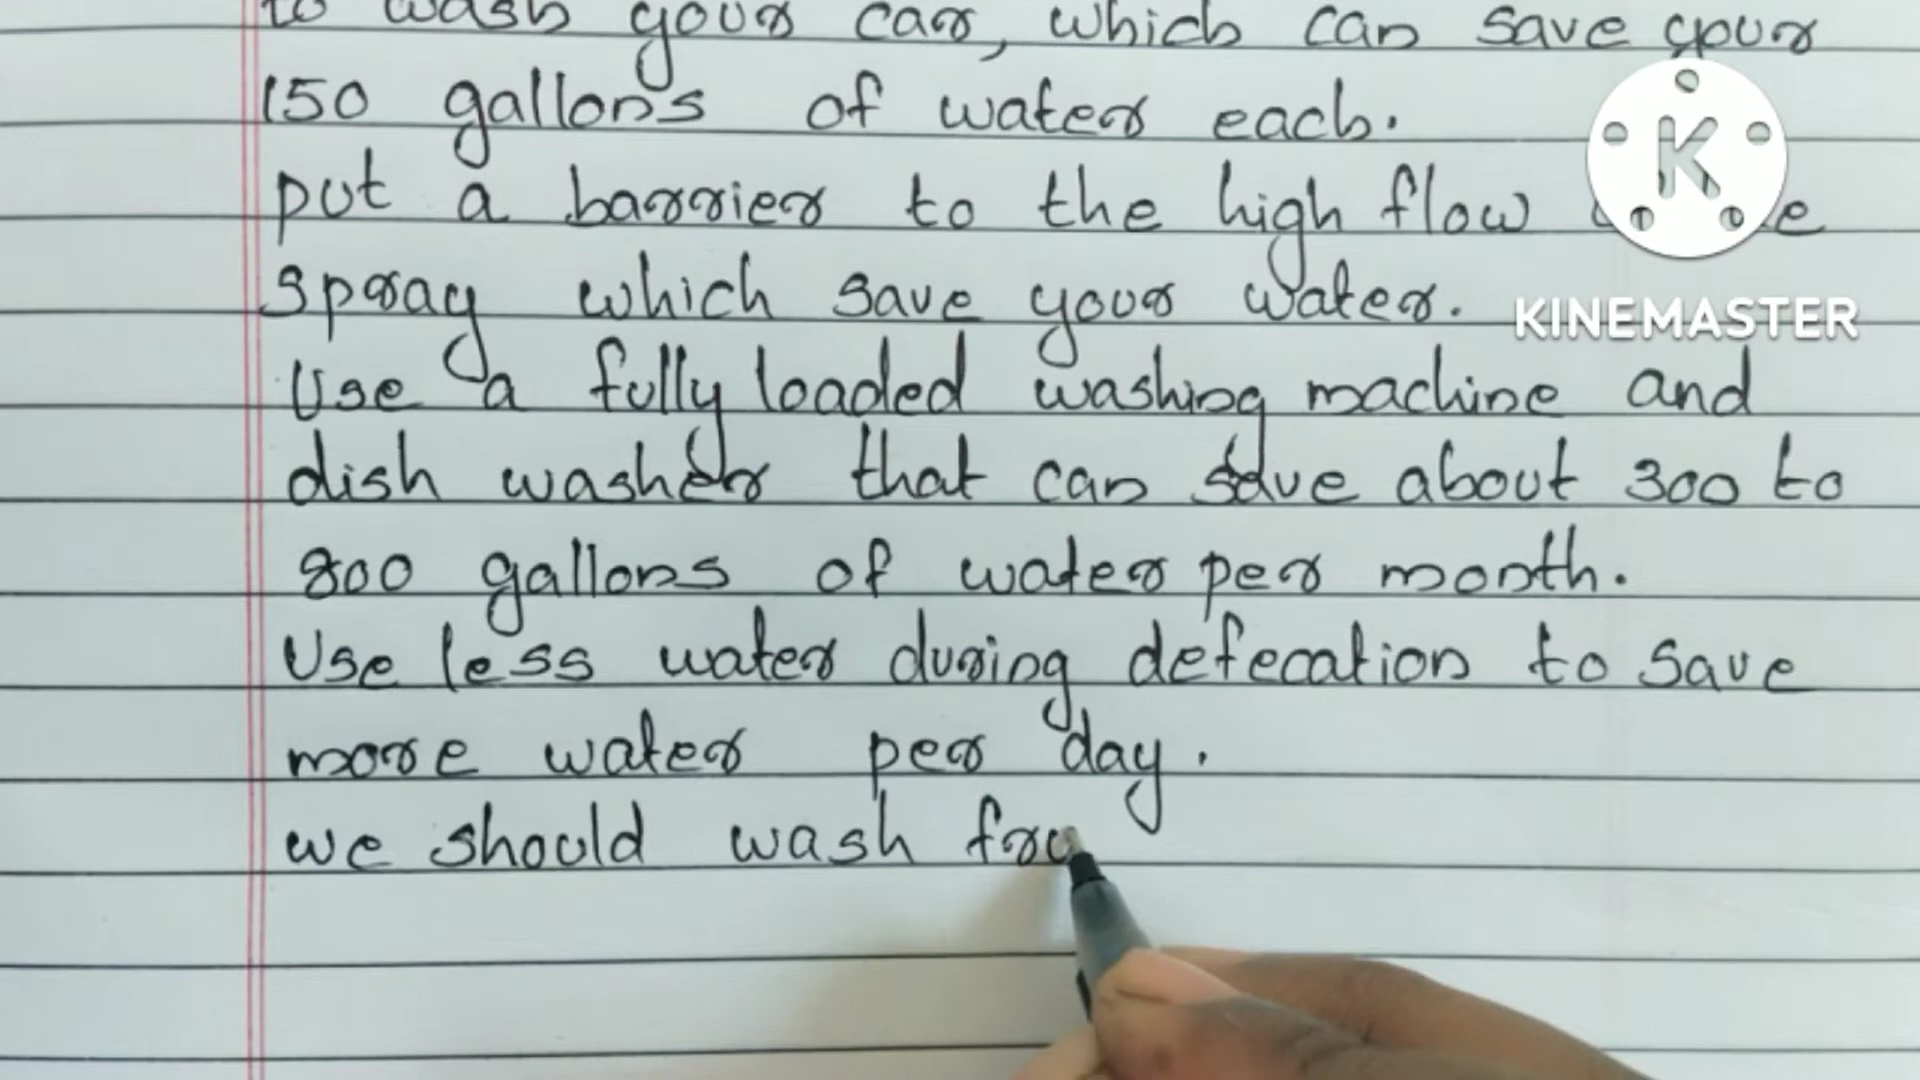 to wash your car, which can save your
150 gallons of water each.
put a barrier to the high flow e
spray which save your water.
KINEMASTER
Use a fully loaded washing machine and
dish washer that can save about 300 to
800 gallons of water per month.
Use less water during defecation to save
more water per day.
we should wash fru